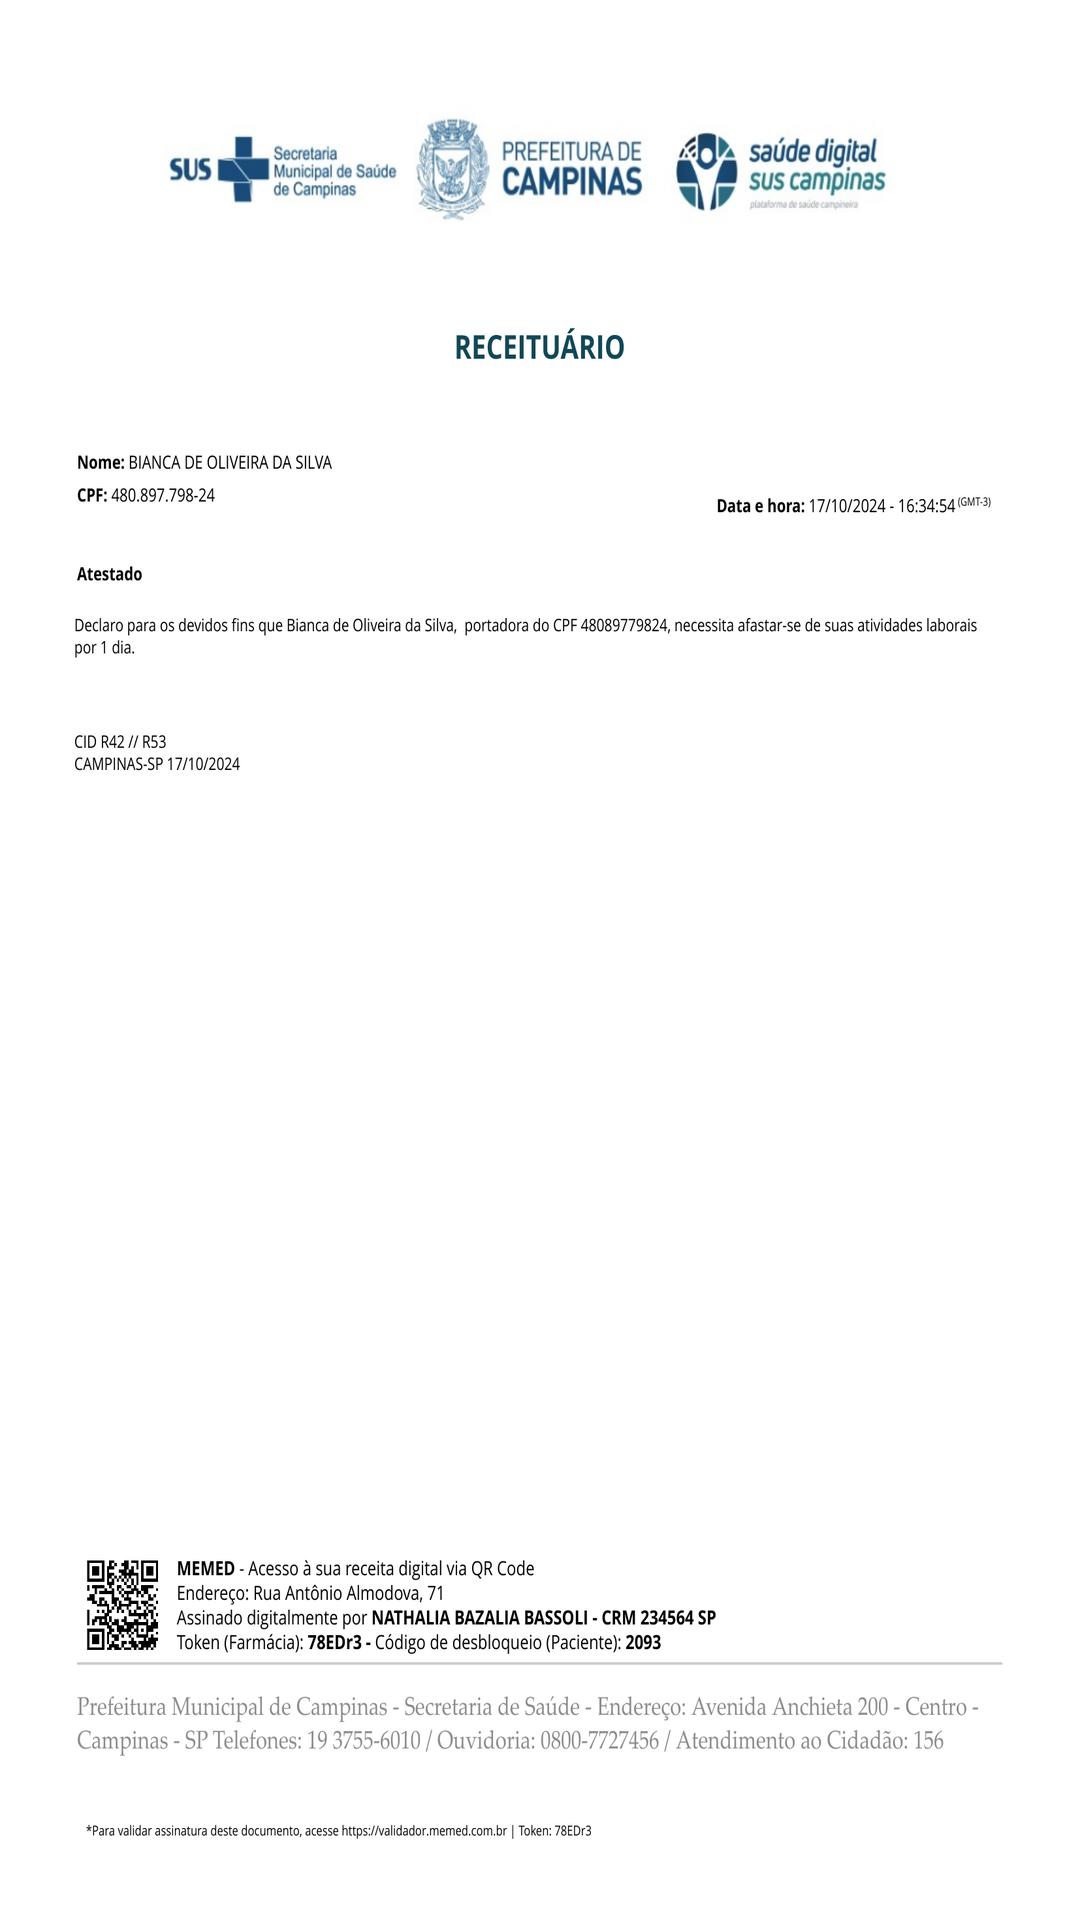 SUS
Secretaria
Municipal de Saúde
de Campinas
PREFEITURA DE
CAMPINAS
saúde digital
sus campinas
plataforma de saúde campineira
RECEITUÁRIO
Nome: BIANCA DE OLIVEIRA DA SILVA
CPF: 480.897.798-24
Data e hora: 17/10/2024 - 16:34:54 (GMT-3)
Atestado
Declaro para os devidos fins que Bianca de Oliveira da Silva,  portadora do CPF 48089779824, necessita afastar-se de suas atividades laborais
por 1 dia.
CID R42 // R53
CAMPINAS-SP 17/10/2024
MEMED - Acesso à sua receita digital via QR Code
Endereço: Rua Antônio Almodova, 71
Assinado digitalmente por NATHALIA BAZALIA BASSOLI - CRM 234564 SP
Token (Farmácia): 78EDr3 - Código de desbloqueio (Paciente): 2093
Prefeitura Municipal de Campinas - Secretaria de Saúde - Endereço: Avenida Anchieta 200 - Centro -
Campinas - SP Telefones: 19 3755-6010 / Ouvidoria: 0800-7727456 / Atendimento ao Cidadão: 156
*Para validar assinatura deste documento, acesse https://validador.memed.com.br | Token: 78EDr3